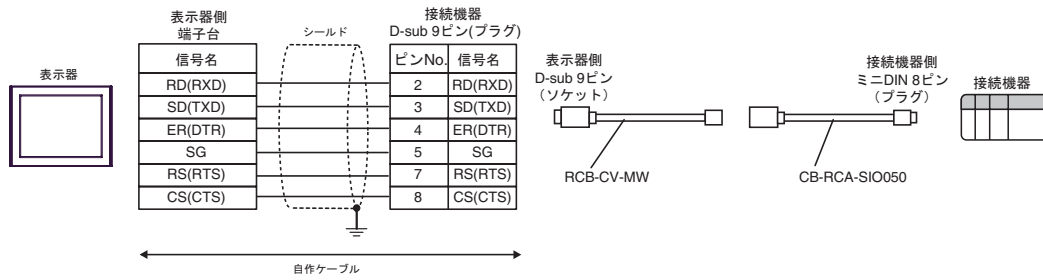 表示器
表示器側
端子台
信号名
RD(RXD)
SD(TXD)
ER(DTR)
SG
RS(RTS)
CS(CTS)
シールド
接続機器
D-sub 9ピン(プラグ)
ピンNo. 信号名
2 RD(RXD)
3 SD(TXD)
4 ER(DTR)
5 SG
7 RS(RTS)
8 CS(CTS)
自作ケーブル
表示器側
D-sub 9ピン
（ソケット）
RCB-CV-MW
接続機器側
ミニDIN 8ピン
（プラグ）
CB-RCA-SIO050
接続機器